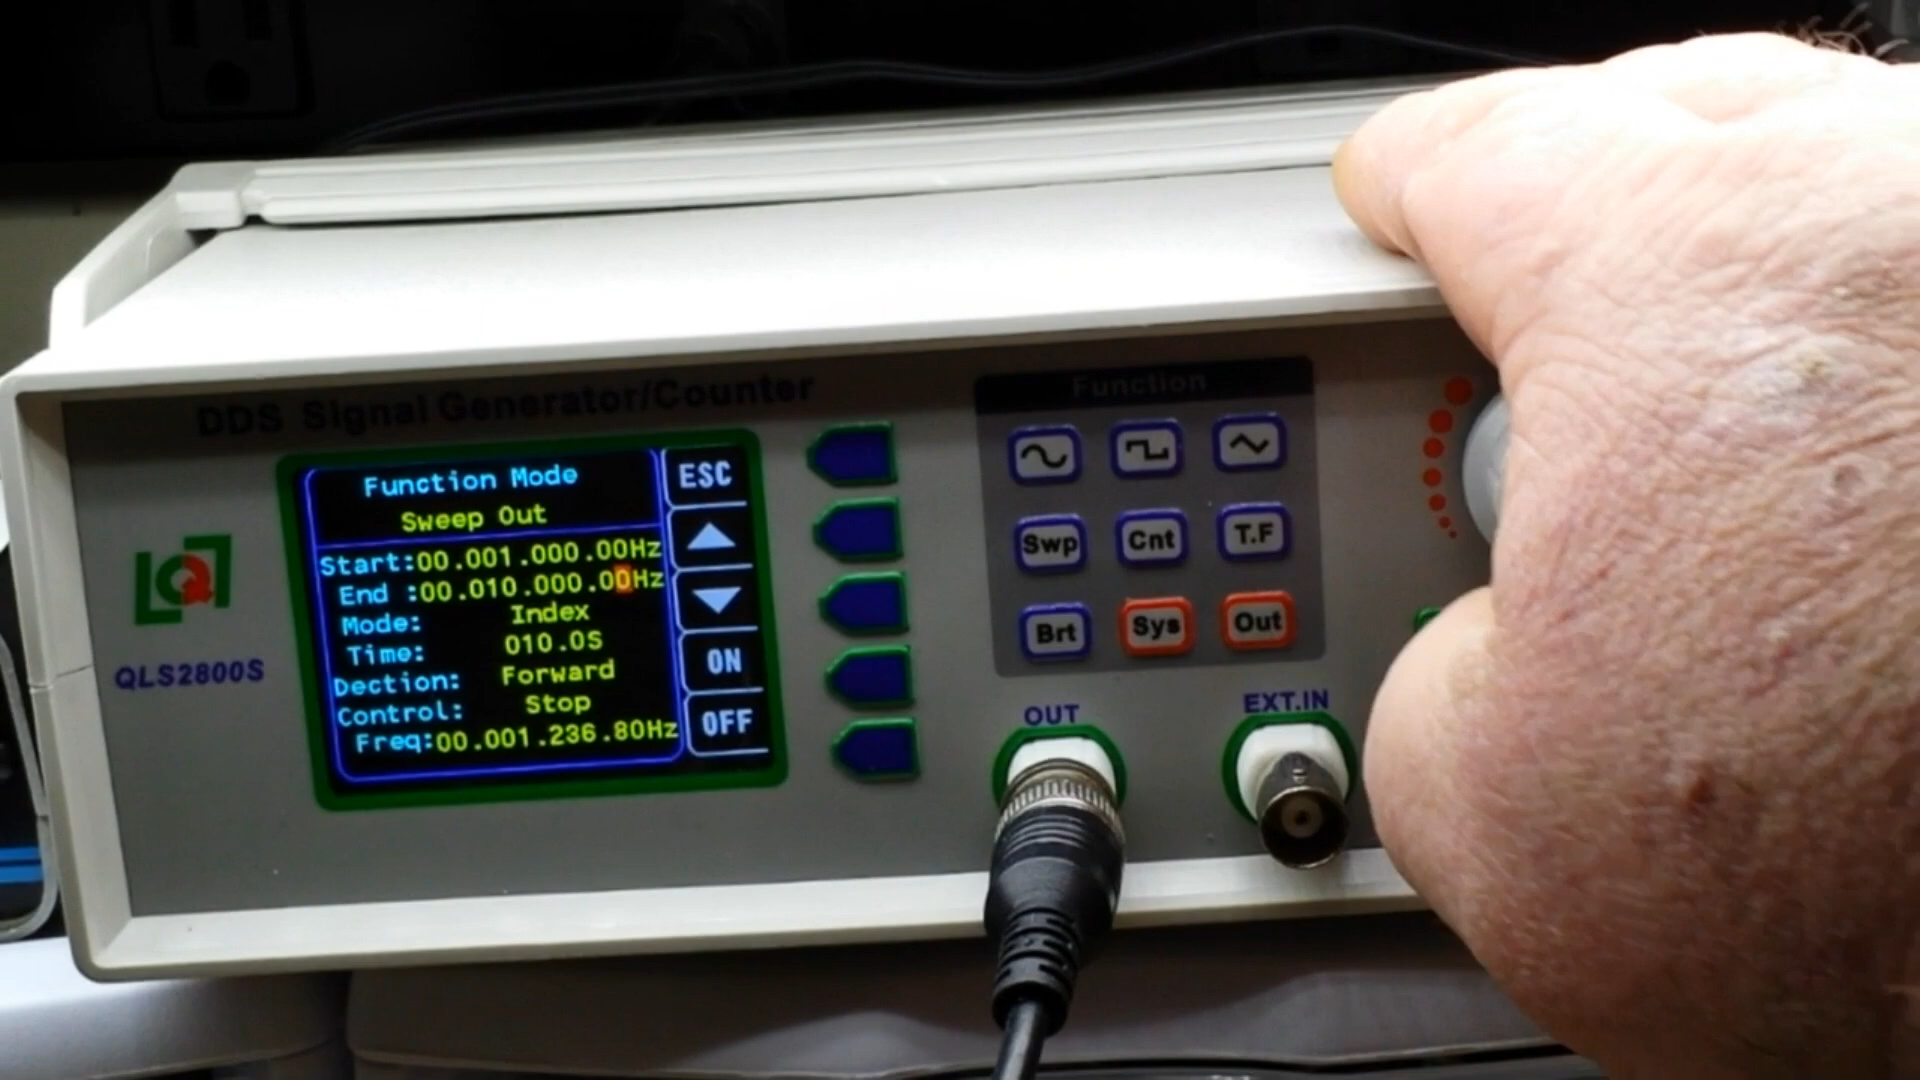 DDS Signal Generator/Counter
Function Mode
Sweep Out
Start:00.001.000.00Hz
End :00.010.000.00Hz
Mode: Index
Time: 010.0S
Dection: Forward
Control: Stop
Freq:00.001.236.80Hz
ESC
ON
OFF
QLS2800S
Function
Swp Cnt T.F
Brt Sys Out
OUT
EXT.IN